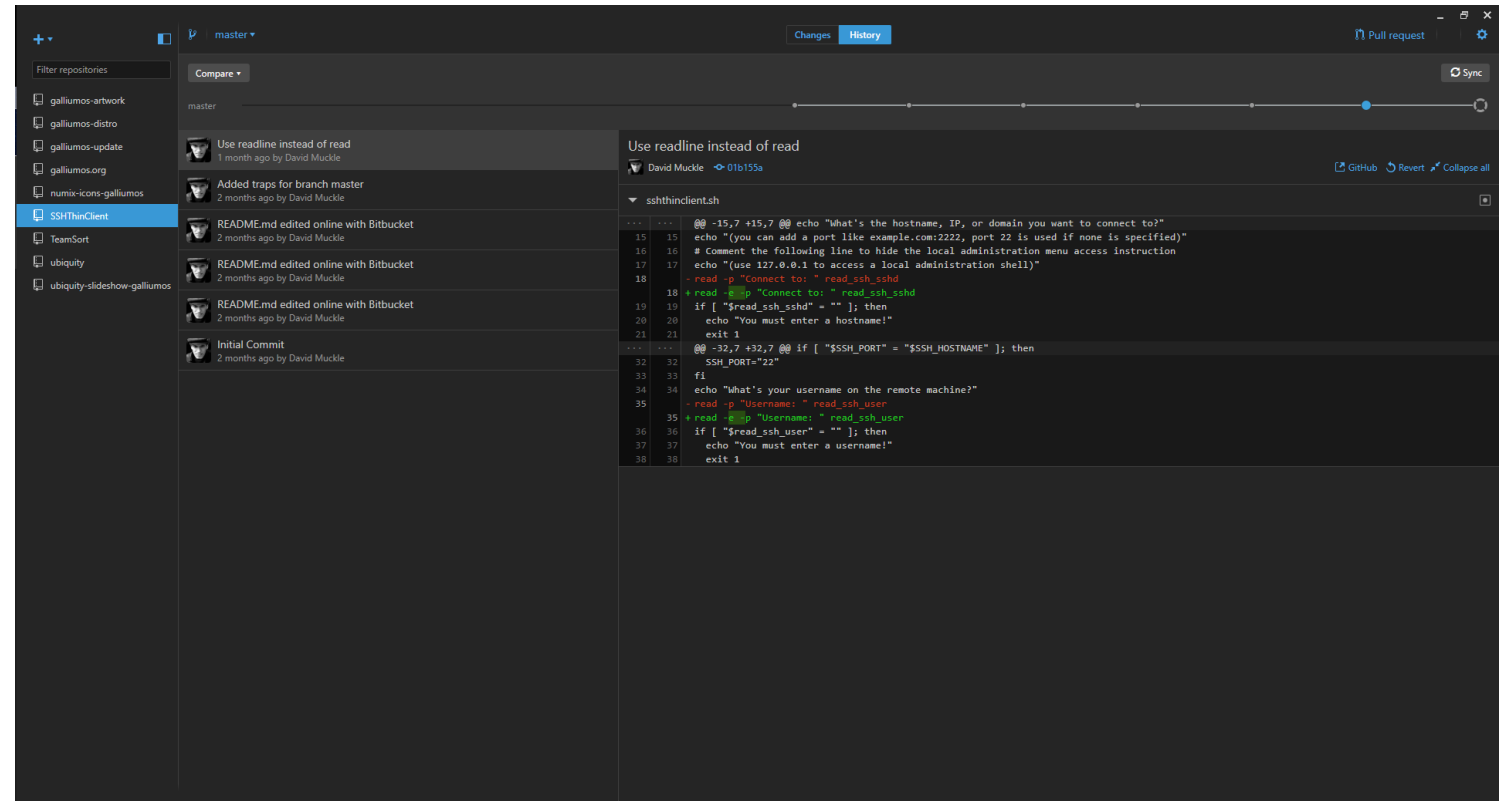 master
Changes
History
Pull request
Filter repositories
galliumos-artwork
galliumos-distro
galliumos-update
galliumos.org
numix-icons-galliumos
SSHThinClient
TeamSort
ubiquity
ubiquity-slideshow-galliumos
Compare
Sync
master
Use readline instead of read
1 month ago by David Muckle
Added traps for branch master
2 months ago by David Muckle
README.md edited online with Bitbucket
2 months ago by David Muckle
README.md edited online with Bitbucket
2 months ago by David Muckle
README.md edited online with Bitbucket
2 months ago by David Muckle
Initial Commit
2 months ago by David Muckle
Use readline instead of read
David Muckle 01b155a
GitHub Revert Collapse all
sshthinclient.sh
... ... @@ -15,7 +15,7 @@ echo "What's the hostname, IP, or domain you want to connect to?"
15 15 echo "(you can add a port like example.com:2222, port 22 is used if none is specified)"
16 16 # Comment the following line to hide the local administration menu access instruction
17 17 echo "(use 127.0.0.1 to access a local administration shell)"
18 - read -p "Connect to: " read_ssh_sshd
18 + read -e -p "Connect to: " read_ssh_sshd
19 19 if [ "$read_ssh_sshd" = "" ]; then
20 20 echo "You must enter a hostname!"
21 21 exit 1
... ... @@ -32,7 +32,7 @@ if [ "$SSH_PORT" = "$SSH_HOSTNAME" ]; then
32 32 SSH_PORT="22"
33 33 fi
34 34 echo "What's your username on the remote machine?"
35 - read -p "Username: " read_ssh_user
35 + read -e -p "Username: " read_ssh_user
36 36 if [ "$read_ssh_user" = "" ]; then
37 37 echo "You must enter a username!"
38 38 exit 1